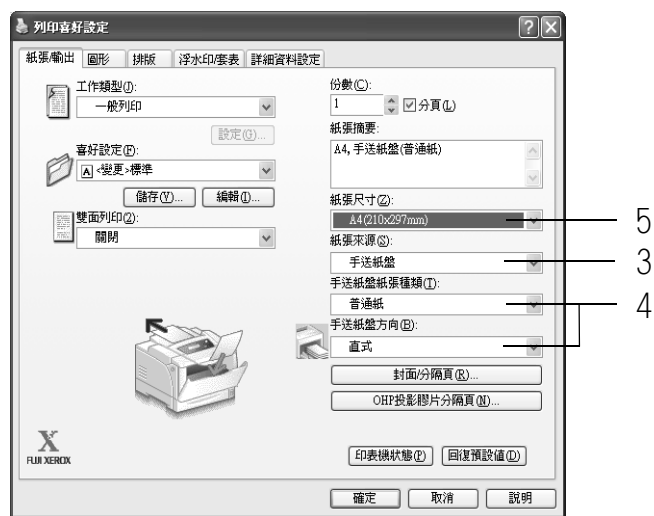 列印喜好設定
紙張/輸出 圖形 排版 浮水印/套表 詳細資料設定
工作類型(J):
一般列印
設定(G)...
喜好設定(F):
A <變更>標準
儲存(V)... 編輯(I)...
雙面列印(2):
關閉
份數(C):
1 分頁(L)
紙張摘要:
A4, 手送紙盤(普通紙)
紙張尺寸(Z):
A4(210x297mm)
5
紙張來源(S):
手送紙盤
3
手送紙盤紙張種類(T):
普通紙
4
手送紙盤方向(B):
直式
封面/分隔頁(R)...
OHP投影膠片分隔頁(N)...
X
FUJI XEROX
印表機狀態(P) 回復預設值(D)
確定 取消 說明